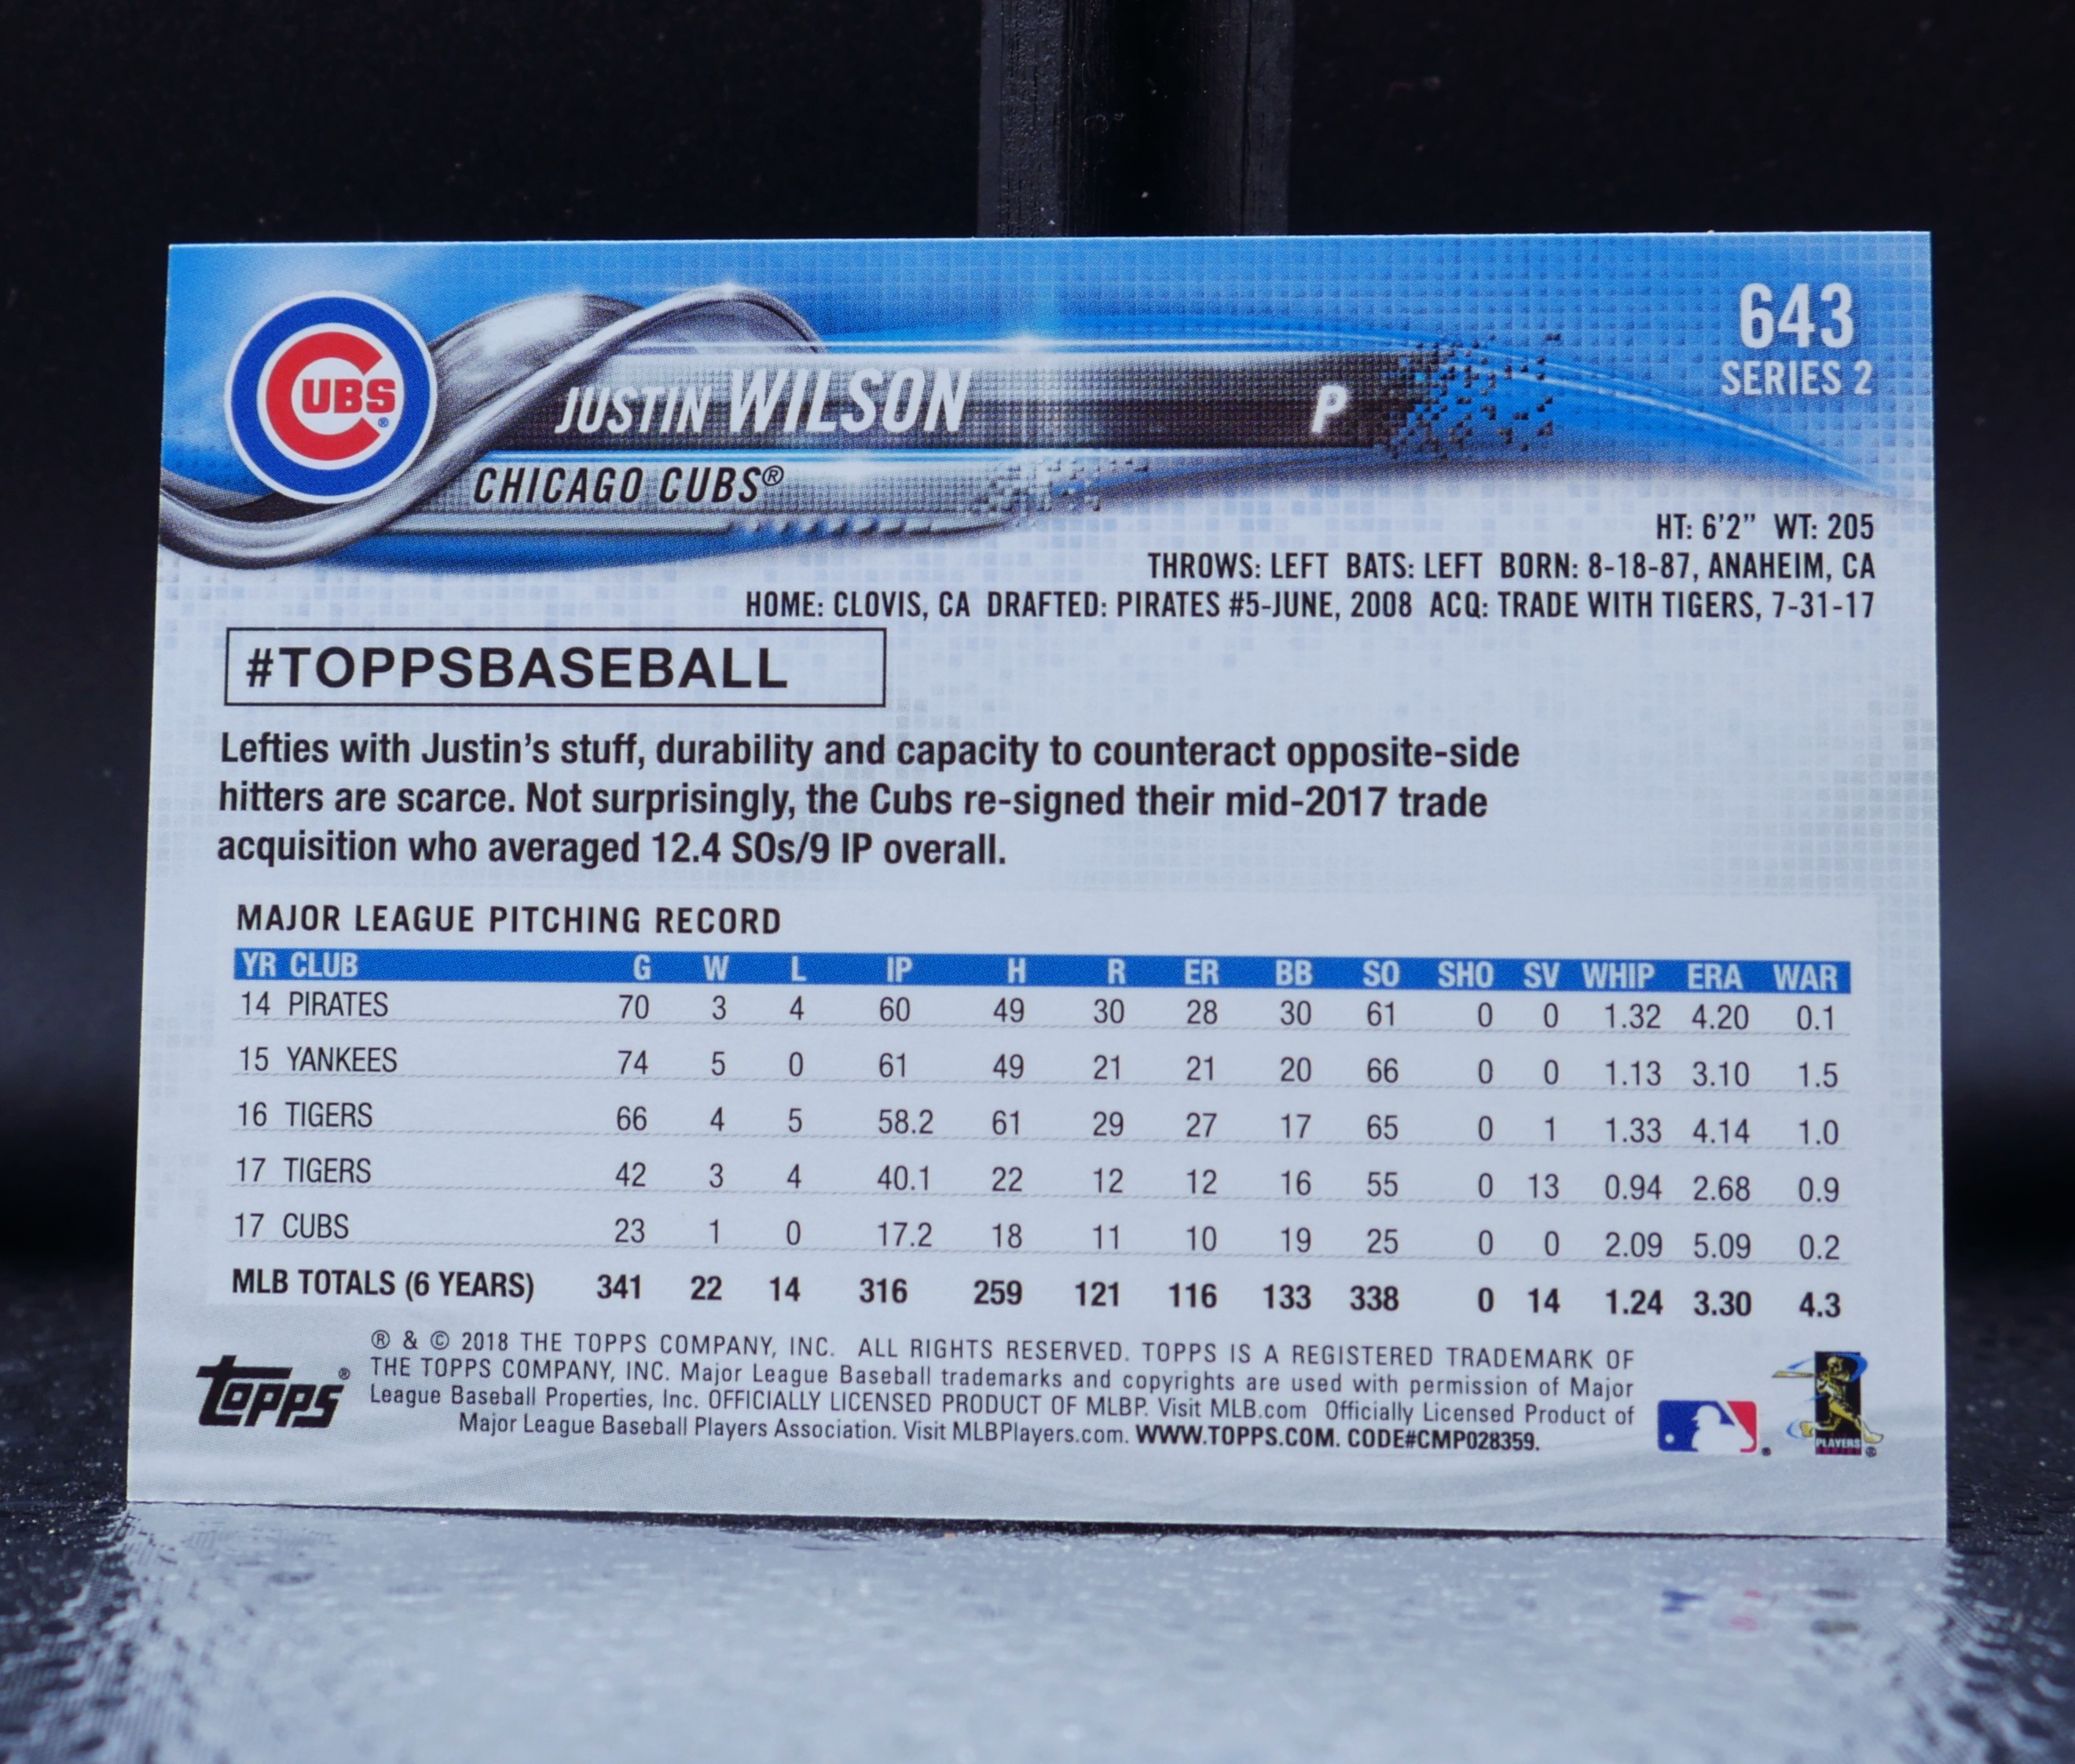 643
SERIES 2
CUBS®
JUSTIN WILSON P
CHICAGO CUBS®
HT: 6'2" WT: 205
THROWS: LEFT BATS: LEFT BORN: 8-18-87, ANAHEIM, CA
HOME: CLOVIS, CA DRAFTED: PIRATES #5-JUNE, 2008 ACQ: TRADE WITH TIGERS, 7-31-17
#TOPPSBASEBALL
Lefties with Justin's stuff, durability and capacity to counteract opposite-side
hitters are scarce. Not surprisingly, the Cubs re-signed their mid-2017 trade
acquisition who averaged 12.4 SOs/9 IP overall.
MAJOR LEAGUE PITCHING RECORD
YR CLUB G W L IP H R ER BB SO SHO SV WHIP ERA WAR
14 PIRATES 70 3 4 60 49 30 28 30 61 0 0 1.32 4.20 0.1
15 YANKEES 74 5 0 61 49 21 21 20 66 0 0 1.13 3.10 1.5
16 TIGERS 66 4 5 58.2 61 29 27 17 65 0 1 1.33 4.14 1.0
17 TIGERS 42 3 4 40.1 22 12 12 16 55 0 13 0.94 2.68 0.9
17 CUBS 23 1 0 17.2 18 11 10 19 25 0 0 2.09 5.09 0.2
MLB TOTALS (6 YEARS) 341 22 14 316 259 121 116 133 338 0 14 1.24 3.30 4.3
topps®
® & © 2018 THE TOPPS COMPANY, INC. ALL RIGHTS RESERVED. TOPPS IS A REGISTERED TRADEMARK OF
THE TOPPS COMPANY, INC. Major League Baseball trademarks and copyrights are used with permission of Major
League Baseball Properties, Inc. OFFICIALLY LICENSED PRODUCT OF MLBP. Visit MLB.com Officially Licensed Product of
Major League Baseball Players Association. Visit MLBPlayers.com. WWW.TOPPS.COM. CODE#CMP028359.
PLAYERS